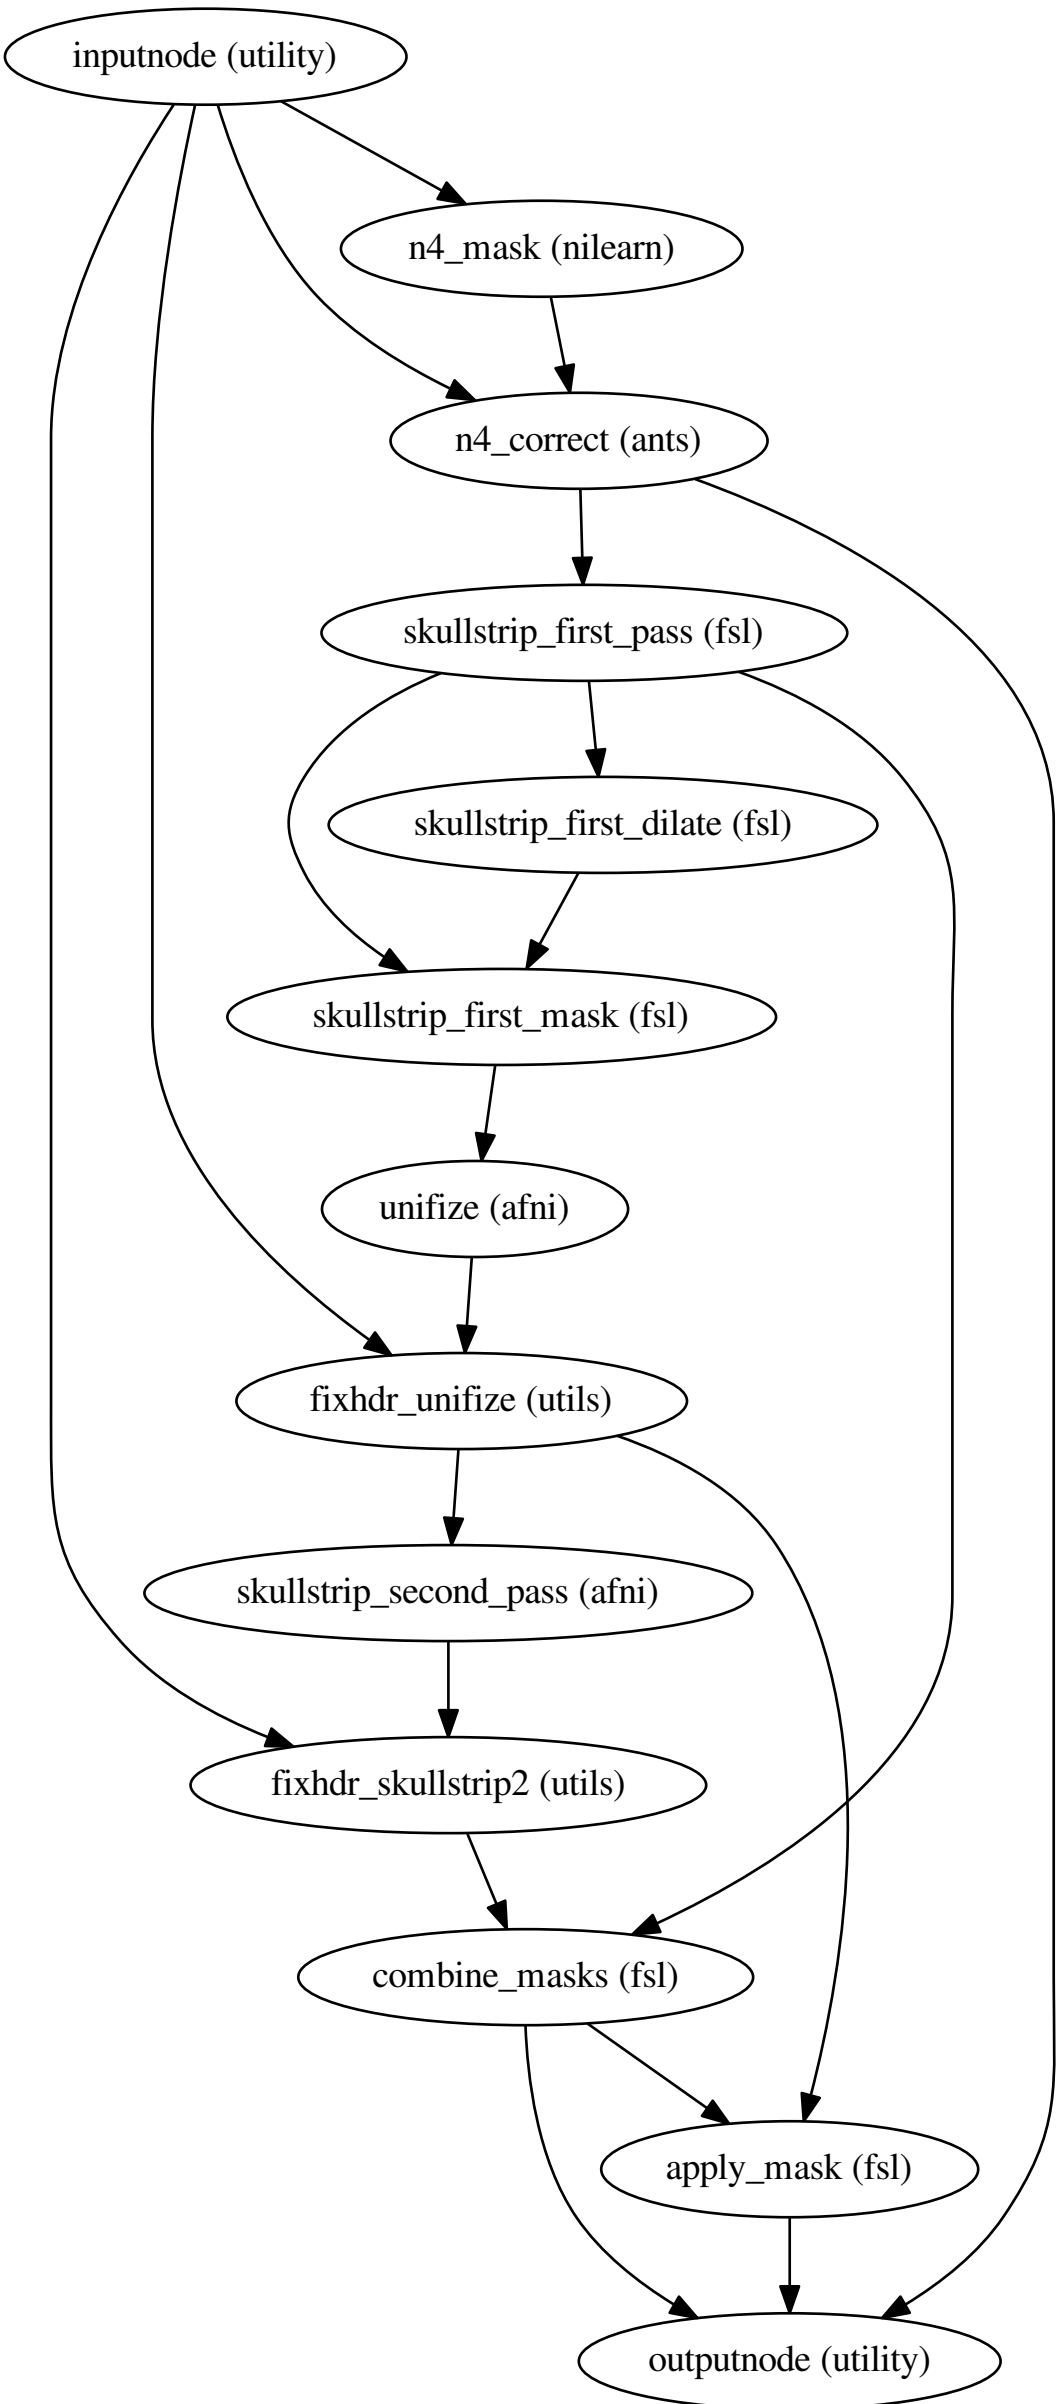 inputnode (utility)
n4_mask (nilearn)
n4_correct (ants)
skullstrip_first_pass (fsl)
skullstrip_first_dilate (fsl)
skullstrip_first_mask (fsl)
unifize (afni)
fixhdr_unifize (utils)
skullstrip_second_pass (afni)
fixhdr_skullstrip2 (utils)
combine_masks (fsl)
apply_mask (fsl)
outputnode (utility)